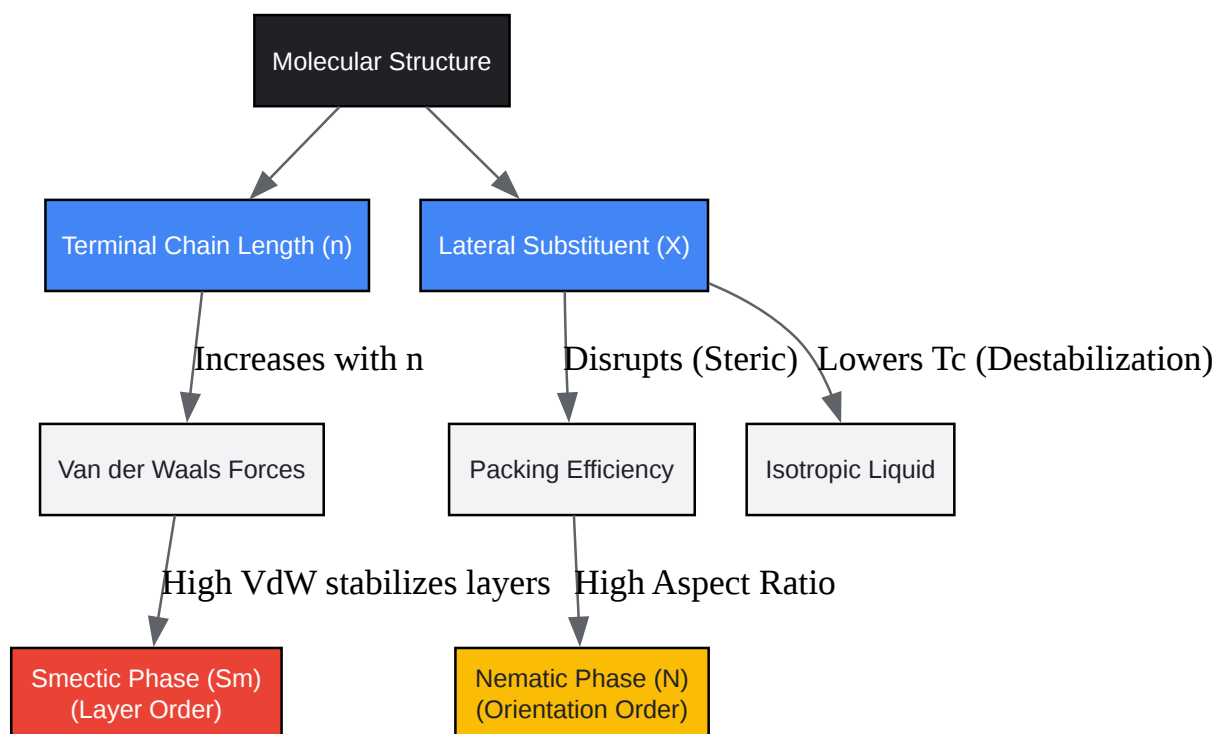 Molecular Structure
Terminal Chain Length (n)
Lateral Substituent (X)
Increases with n
Disrupts (Steric)
Lowers Tc (Destabilization)
Van der Waals Forces
Packing Efficiency
Isotropic Liquid
High VdW stabilizes layers
High Aspect Ratio
Smectic Phase (Sm)
(Layer Order)
Nematic Phase (N)
(Orientation Order)